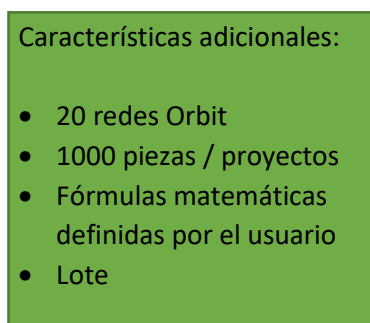 Características adicionales:
• 20 redes Orbit
• 1000 piezas / proyectos
• Fórmulas matemáticas
definidas por el usuario
• Lote